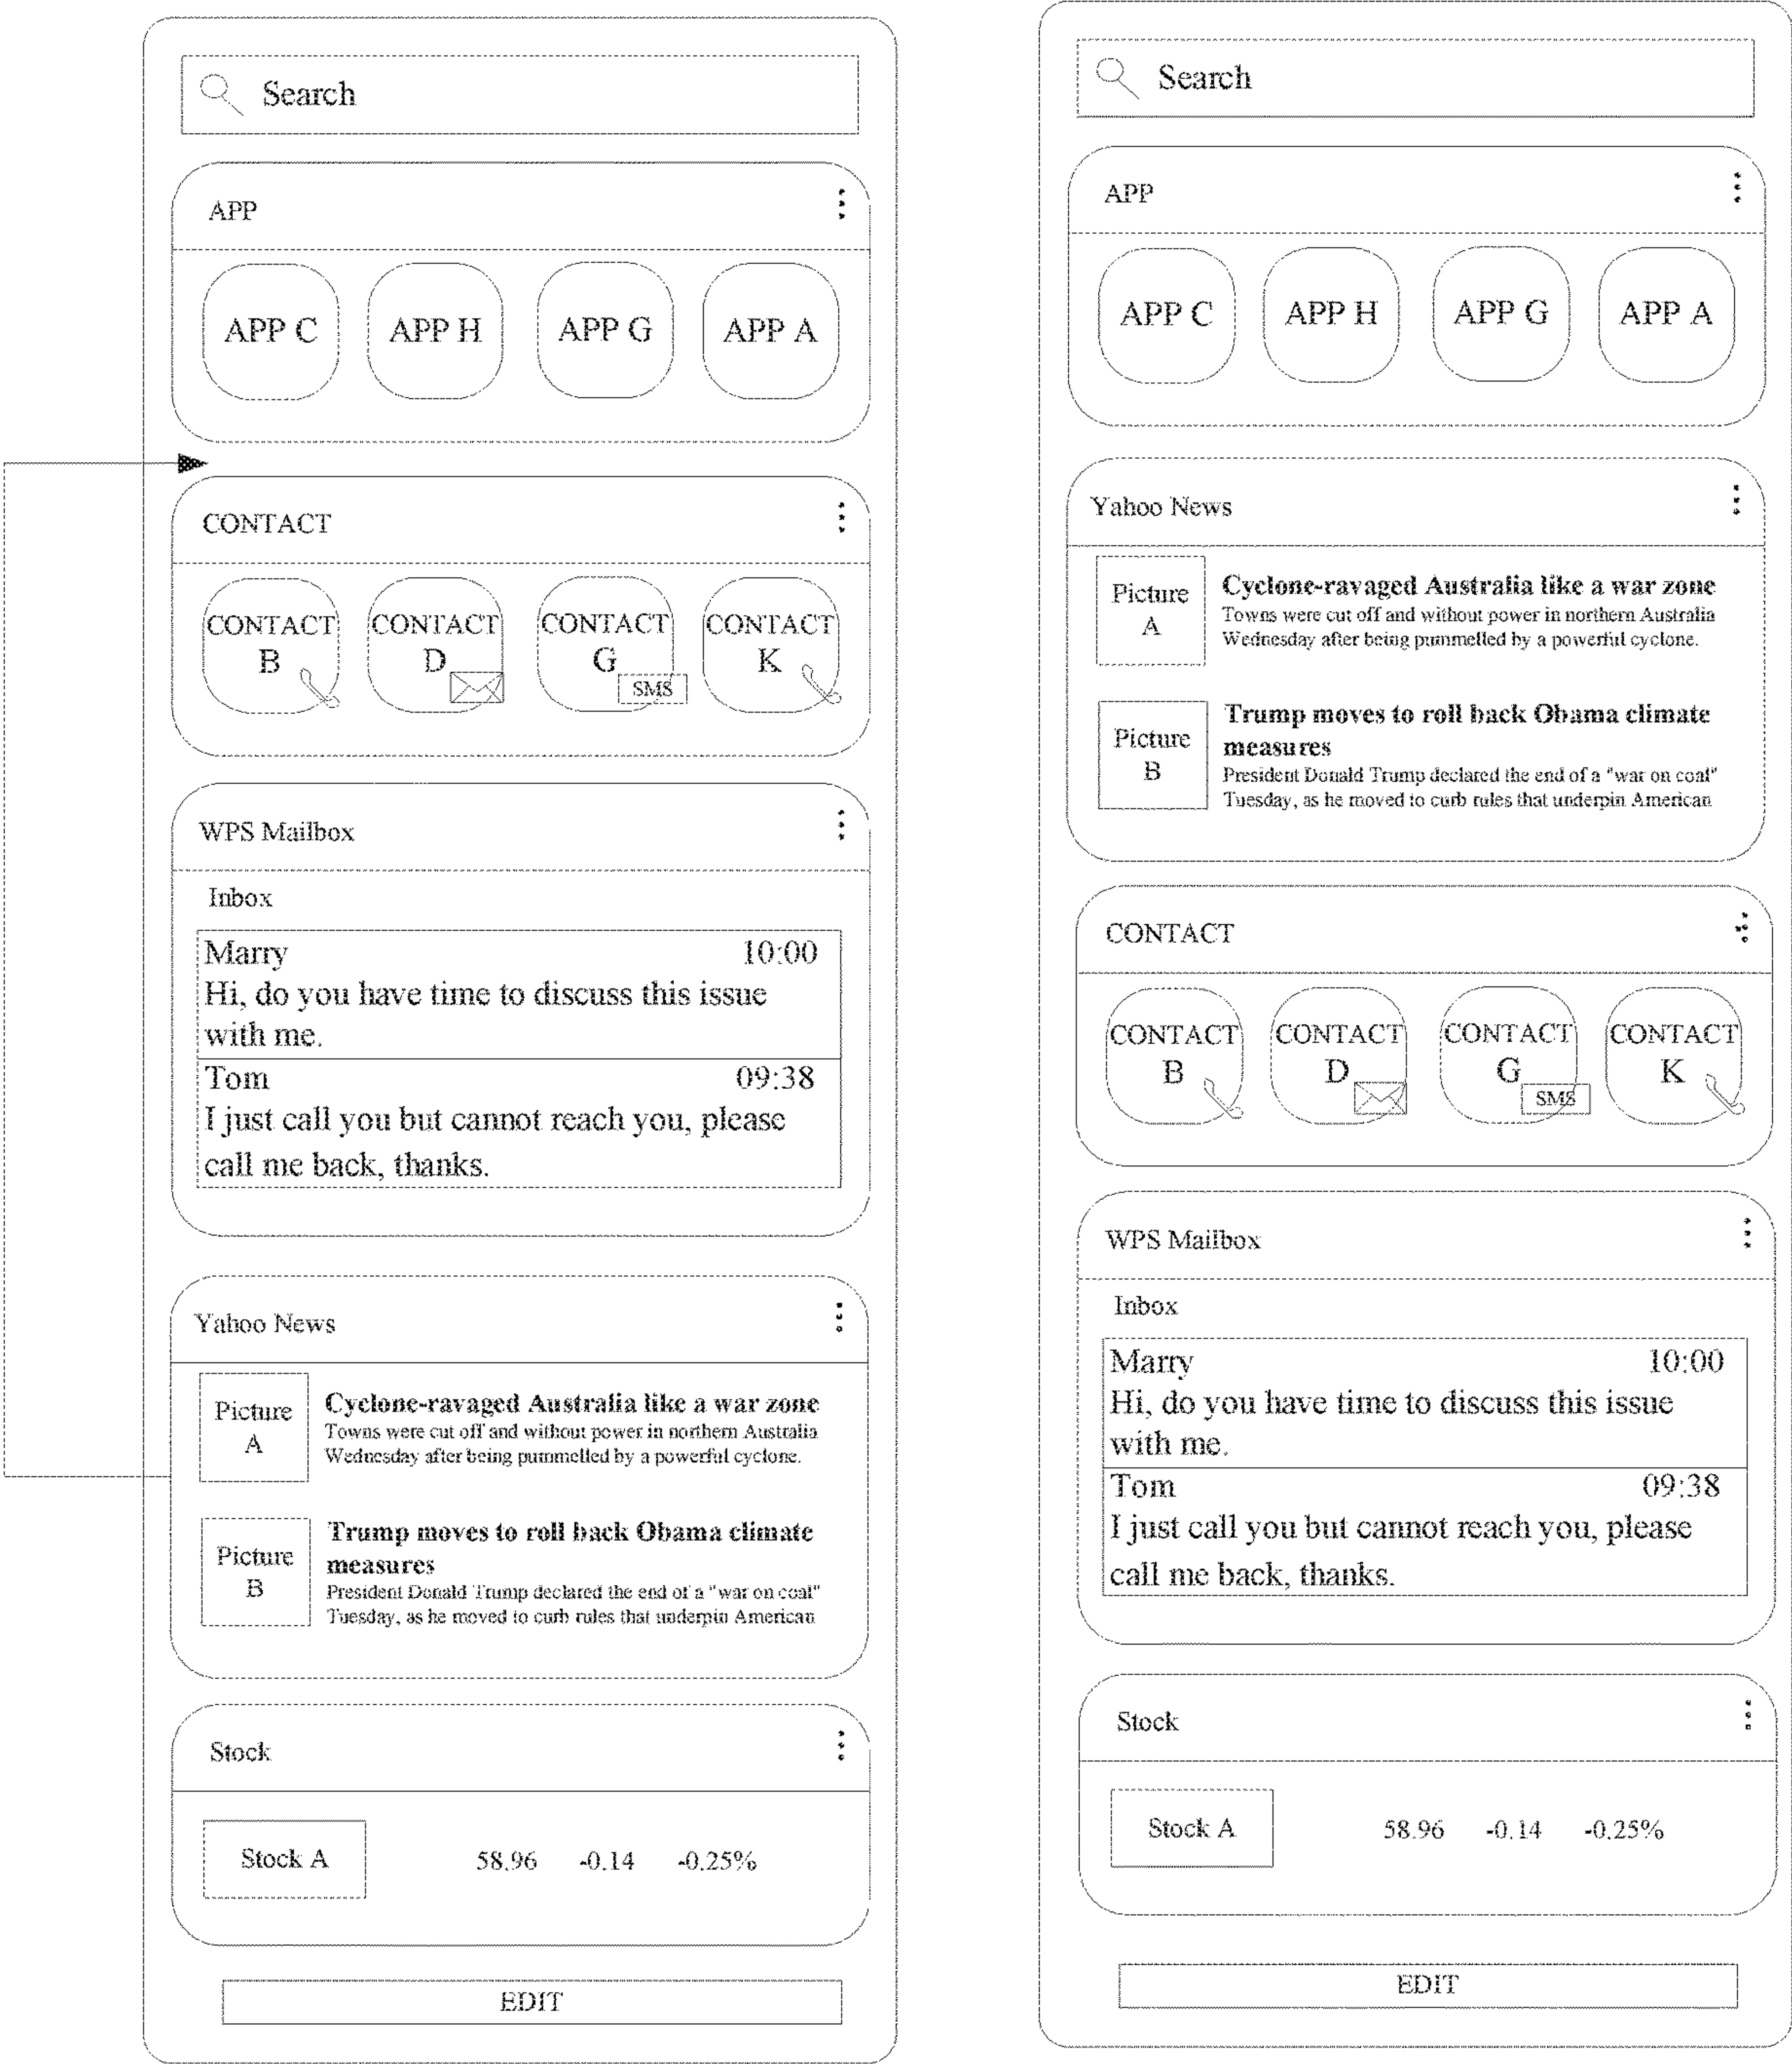 Search
APP
APP C APP H APP G APP A
CONTACT
CONTACT B CONTACT D CONTACT G CONTACT K
SMS
WPS Mailbox
Inbox
Marry 10:00
Hi, do you have time to discuss this issue
with me.
Tom 09:38
I just call you but cannot reach you, please
call me back, thanks.
Yahoo News
Picture
A
Cyclone-ravaged Australia like a war zone
Towns were cut off and without power in northern Australia
Wednesday after being pummelled by a powerful cyclone.
Picture
B
Trump moves to roll back Obama climate
measures
President Donald Trump declared the end of a "war on coal"
Tuesday, as he moved to curb rules that underpin American
Stock
Stock A 58.96 -0.14 -0.25%
EDIT
Search
APP
APP C APP H APP G APP A
Yahoo News
Picture
A
Cyclone-ravaged Australia like a war zone
Towns were cut off and without power in northern Australia
Wednesday after being pummelled by a powerful cyclone.
Picture
B
Trump moves to roll back Obama climate
measures
President Donald Trump declared the end of a "war on coal"
Tuesday, as he moved to curb rules that underpin American
CONTACT
CONTACT B CONTACT D CONTACT G CONTACT K
SMS
WPS Mailbox
Inbox
Marry 10:00
Hi, do you have time to discuss this issue
with me.
Tom 09:38
I just call you but cannot reach you, please
call me back, thanks.
Stock
Stock A 58.96 -0.14 -0.25%
EDIT